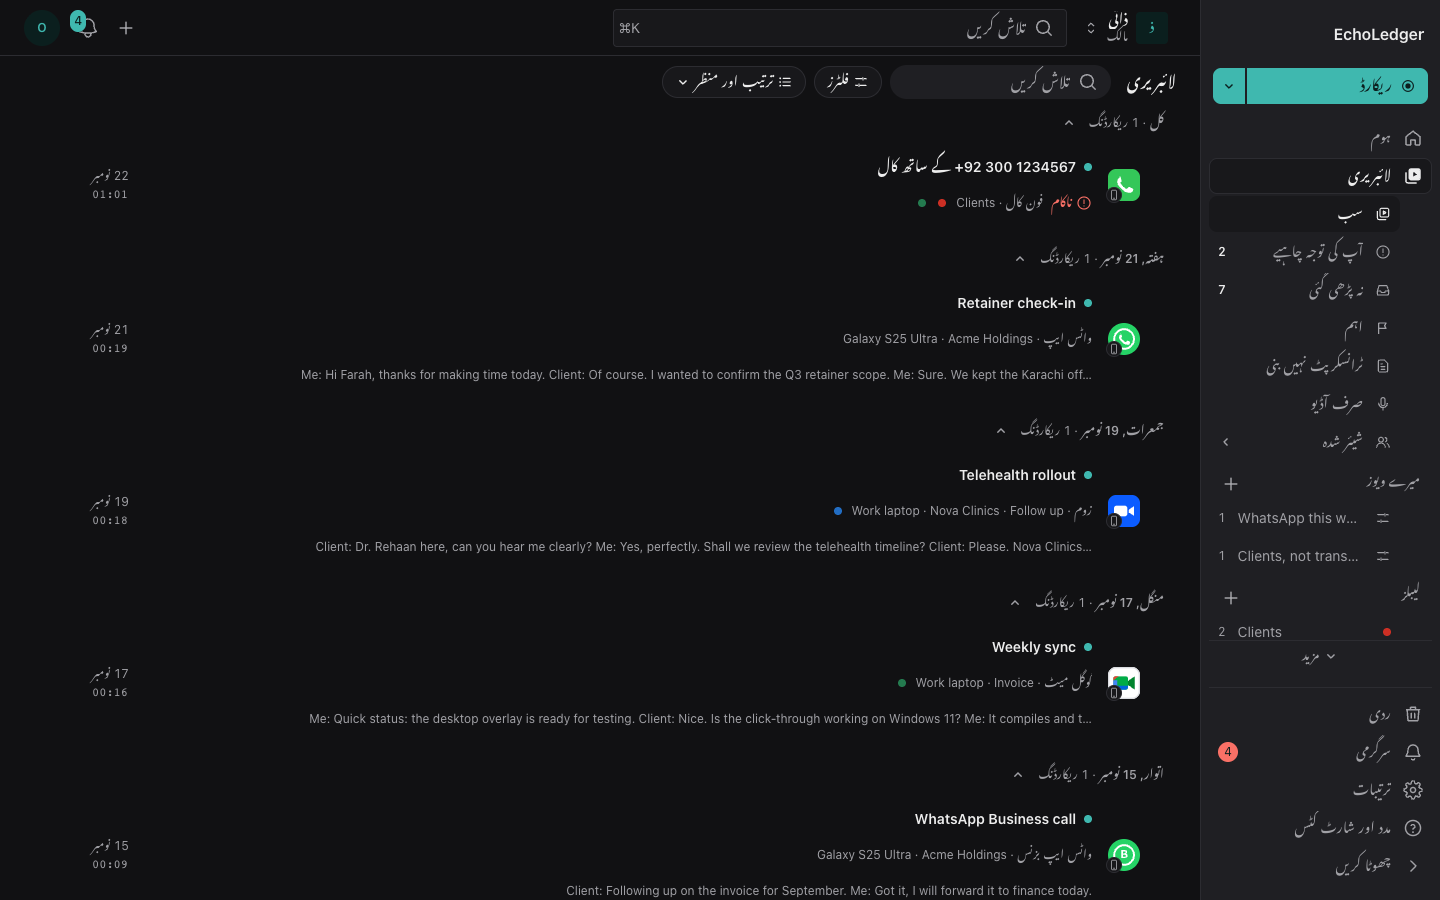 EchoLedger
ریکارڈ
ہوم
لائبریری
سب
آپ کی توجہ چاہیے 2
نہ پڑھی گئی 7
اہم
ٹرانسکرپٹ نہیں بنی
صرف آڈیو
شیئر شدہ
میرے ویوز
WhatsApp this w... 1
Clients, not trans... 1
لیبلز
Clients 2
مزید
ردی
سرگرمی 4
ترتیبات
مدد اور شارٹ کٹس
چھوٹا کریں
ذ ذاتی
مالک
تلاش کریں ⌘K
4
O
لائبریری تلاش کریں فلٹرز ترتیب اور منظر
کل · 1 ریکارڈنگ
+92 300 1234567 کے ساتھ کال
22 نومبر
01:01
ناکام فون کال · Clients
ہفتہ, 21 نومبر · 1 ریکارڈنگ
Retainer check-in
واٹس ایپ · Galaxy S25 Ultra · Acme Holdings
21 نومبر
00:19
Me: Hi Farah, thanks for making time today. Client: Of course. I wanted to confirm the Q3 retainer scope. Me: Sure. We kept the Karachi off...
جمعرات, 19 نومبر · 1 ریکارڈنگ
Telehealth rollout
زوم · Work laptop · Nova Clinics · Follow up
19 نومبر
00:18
Client: Dr. Rehaan here, can you hear me clearly? Me: Yes, perfectly. Shall we review the telehealth timeline? Client: Please. Nova Clinics...
منگل, 17 نومبر · 1 ریکارڈنگ
Weekly sync
گوگل میٹ · Work laptop · Invoice
17 نومبر
00:16
Me: Quick status: the desktop overlay is ready for testing. Client: Nice. Is the click-through working on Windows 11? Me: It compiles and t...
اتوار, 15 نومبر · 1 ریکارڈنگ
WhatsApp Business call
واٹس ایپ بزنس · Galaxy S25 Ultra · Acme Holdings
15 نومبر
00:09
Client: Following up on the invoice for September. Me: Got it, I will forward it to finance today.